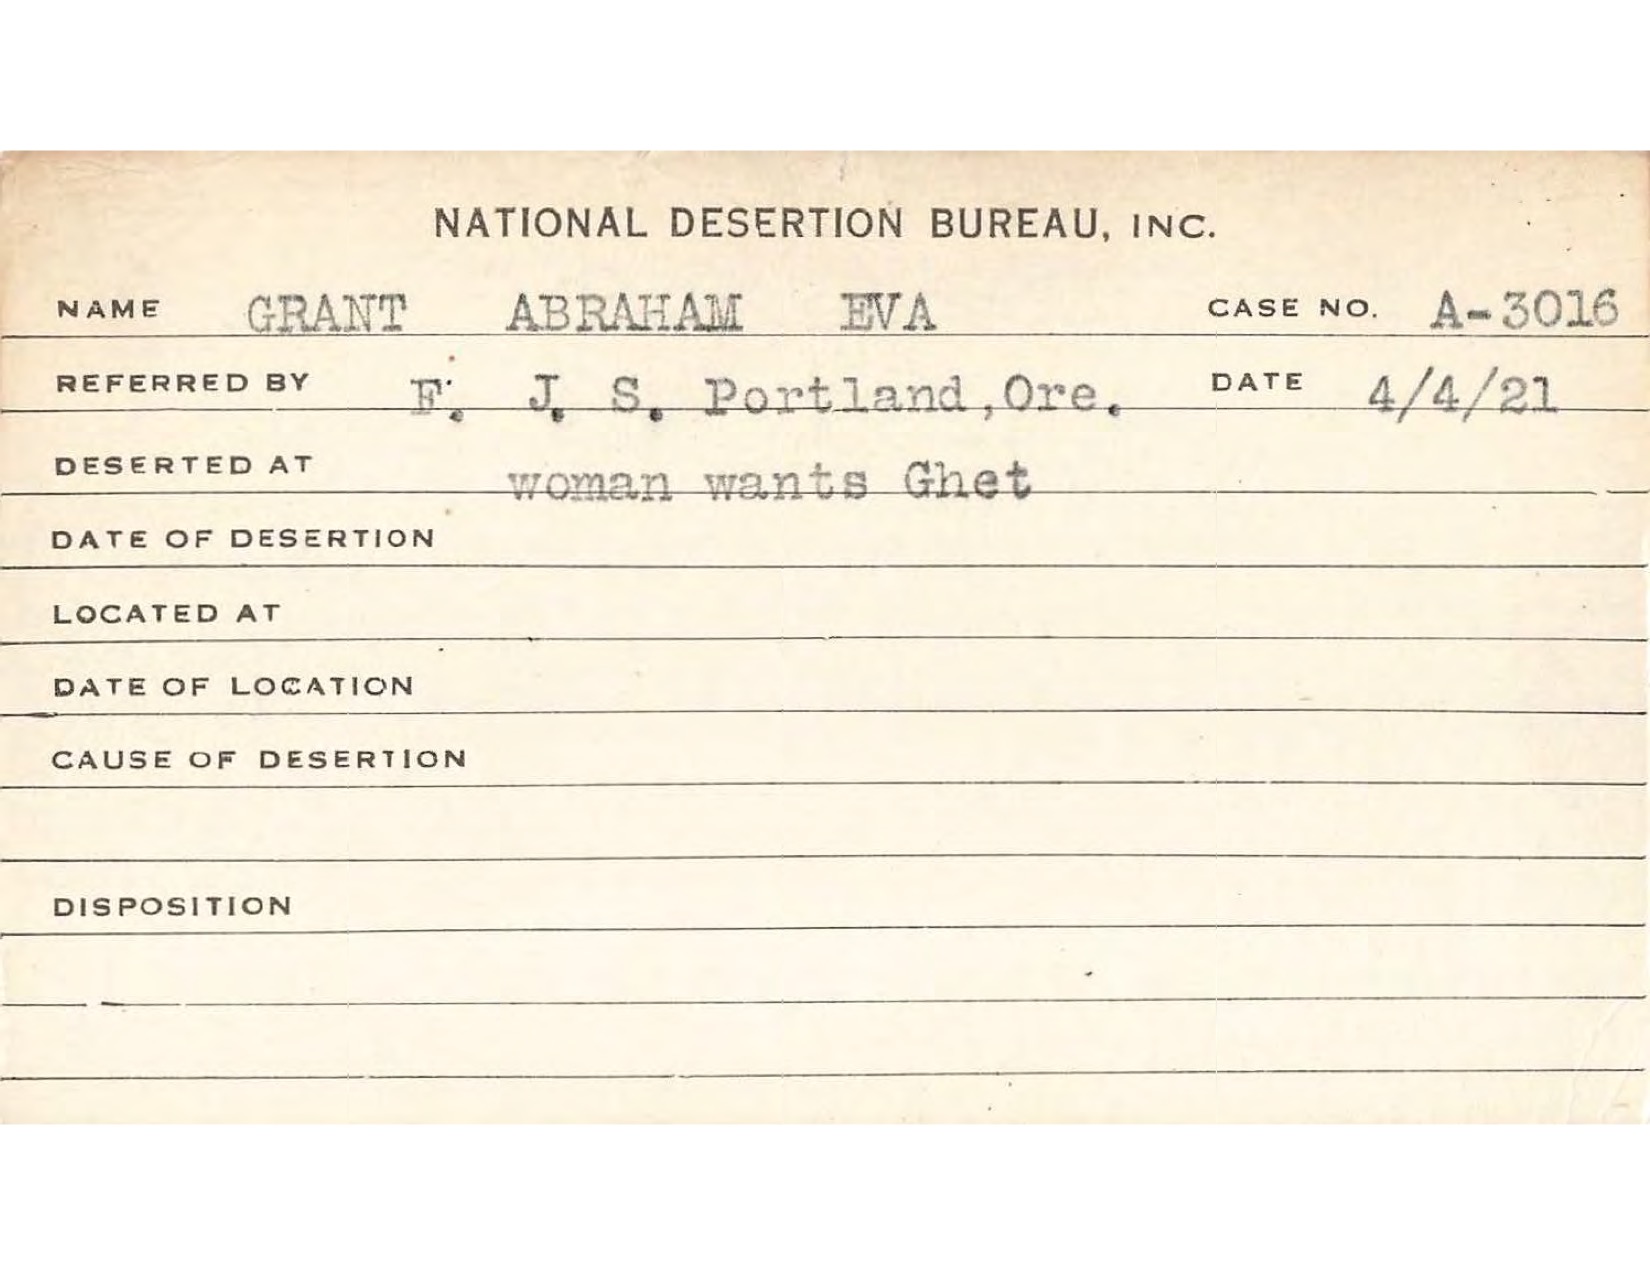 NATIONAL DESERTION BUREAU, INC.
NAME GRANT ABRAHAM EVA CASE NO. A-3016
REFERRED BY F. J. S. Portland,Ore. DATE 4/4/21
DESERTED AT woman wants Ghet
DATE OF DESERTION
LOCATED AT
DATE OF LOCATION
CAUSE OF DESERTION
DISPOSITION